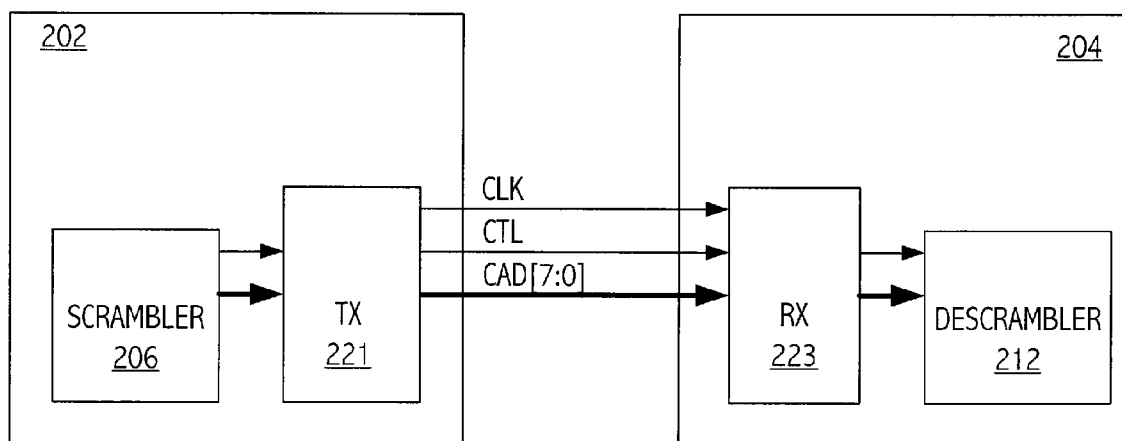 202
204
CLK
CTL
CAD[7:0]
SCRAMBLER
206
TX
221
RX
223
DESCRAMBLER
212